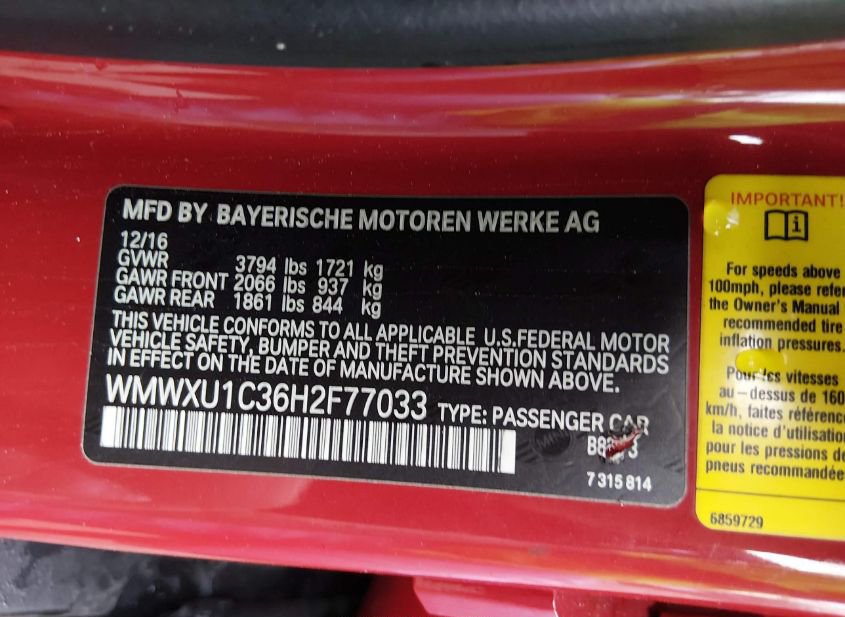 MFD BY BAYERISCHE MOTOREN WERKE AG
12/16
GVWR 3794 lbs 1721 kg
GAWR FRONT 2066 lbs 937 kg
GAWR REAR 1861 lbs 844 kg
THIS VEHICLE CONFORMS TO ALL APPLICABLE U.S.FEDERAL MOTOR
VEHICLE SAFETY, BUMPER AND THEFT PREVENTION STANDARDS
IN EFFECT ON THE DATE OF MANUFACTURE SHOWN ABOVE.
WMWXU1C36H2F77033 TYPE: PASSENGER CAR
7 315 814
IMPORTANT!
For speeds above
100mph, please refer
the Owner's Manual
recommended tire
inflation pressures.
Pour les vitesses
au-dessus de 160
km/h, faites référence
la notice d'utilisation
pour les pressions de
pneus recommandée
6859729